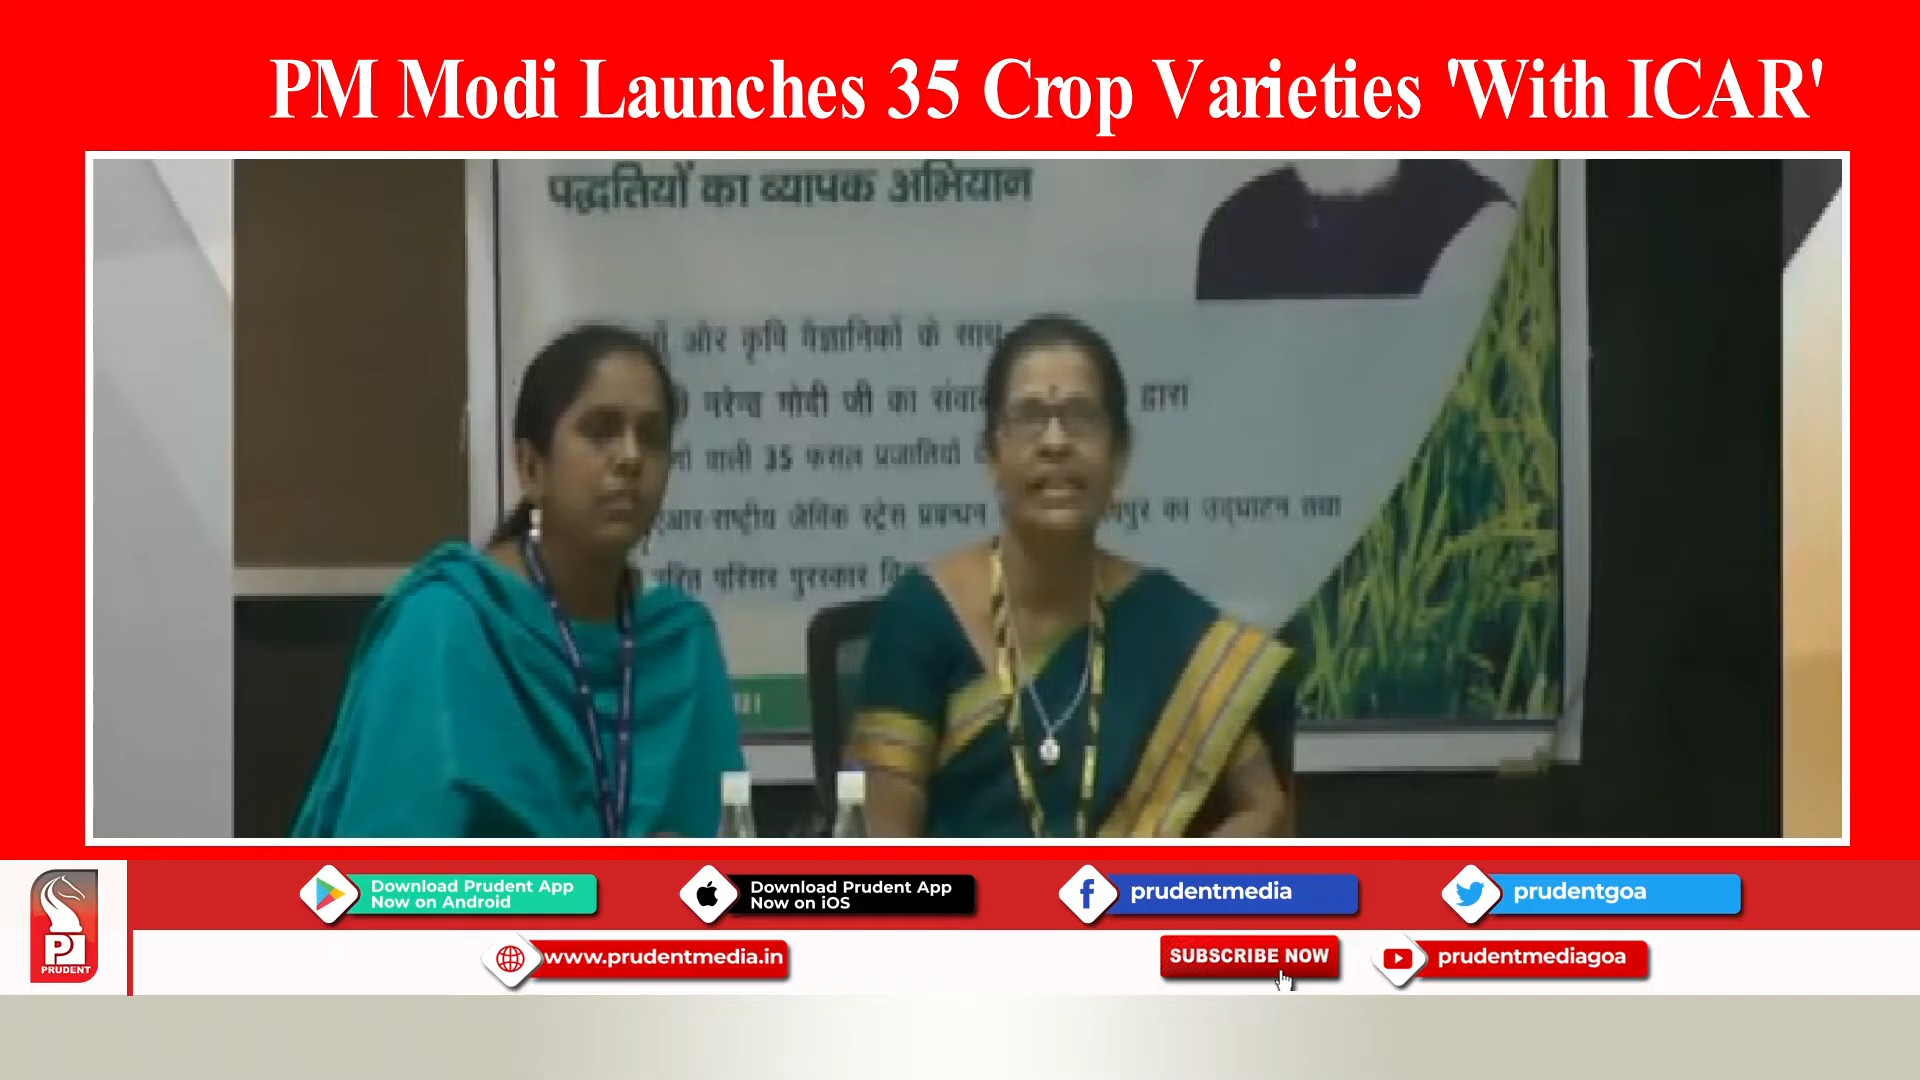 PM Modi Launches 35 Crop Varieties 'With ICAR'
पद्धतियों का व्यापक अभियान
और कृषि वैज्ञानिकों के साथ
नरेन्द्र मोदी जी का द्वारा
वाली 35 फसल प्रजातियों
राष्ट्रीय जैविक स्ट्रेस प्रबन्धन का उद्घाटन तथा
हरित परिसर पुरस्कार
Download Prudent App
Now on Android
Download Prudent App
Now on iOS
prudentmedia
prudentgoa
PRUDENT
www.prudentmedia.in
SUBSCRIBE NOW
prudentmediagoa